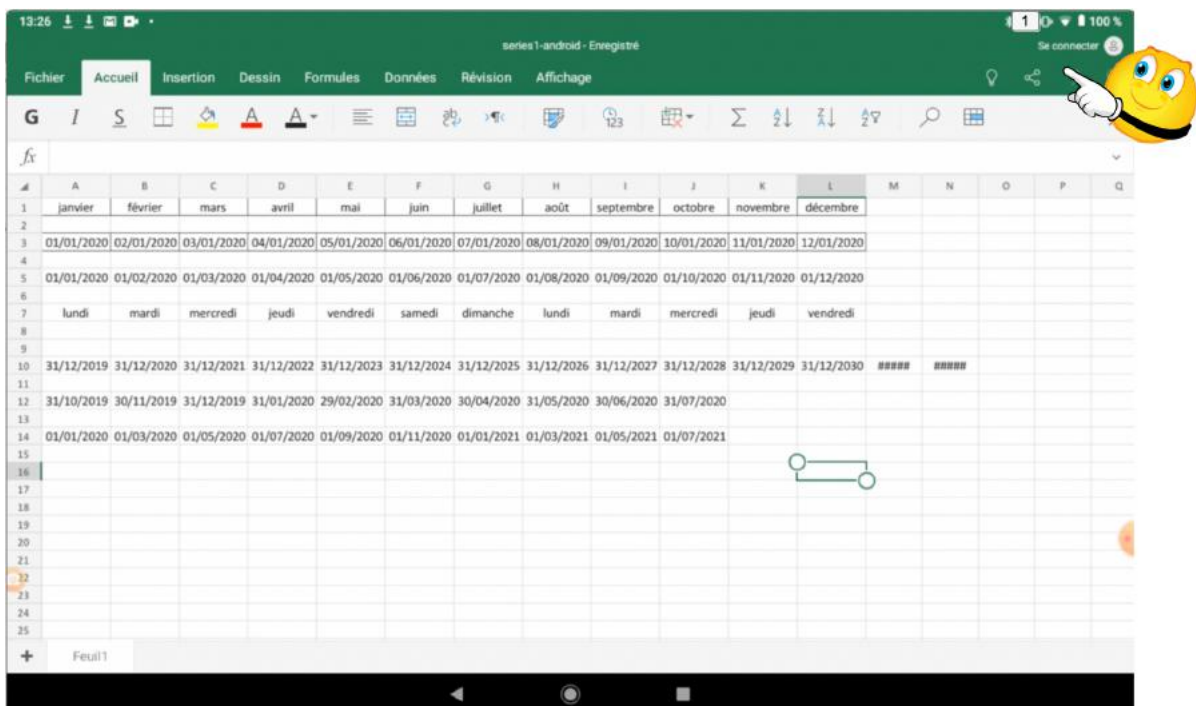 13:26 1 100 %
series1-android - Enregistré Se connecter
Fichier Accueil Insertion Dessin Formules Données Révision Affichage
G I S A A ab 123 Σ A Z Z A A Z
fx
A B C D E F G H I J K L M N O P Q
1 janvier février mars avril mai juin juillet août septembre octobre novembre décembre
2
3 01/01/2020 02/01/2020 03/01/2020 04/01/2020 05/01/2020 06/01/2020 07/01/2020 08/01/2020 09/01/2020 10/01/2020 11/01/2020 12/01/2020
4
5 01/01/2020 01/02/2020 01/03/2020 01/04/2020 01/05/2020 01/06/2020 01/07/2020 01/08/2020 01/09/2020 01/10/2020 01/11/2020 01/12/2020
6
7 lundi mardi mercredi jeudi vendredi samedi dimanche lundi mardi mercredi jeudi vendredi
8
9
10 31/12/2019 31/12/2020 31/12/2021 31/12/2022 31/12/2023 31/12/2024 31/12/2025 31/12/2026 31/12/2027 31/12/2028 31/12/2029 31/12/2030 ##### #####
11
12 31/10/2019 30/11/2019 31/12/2019 31/01/2020 29/02/2020 31/03/2020 30/04/2020 31/05/2020 30/06/2020 31/07/2020
13
14 01/01/2020 01/03/2020 01/05/2020 01/07/2020 01/09/2020 01/11/2020 01/01/2021 01/03/2021 01/05/2021 01/07/2021
15
16
17
18
19
20
21
22
23
24
25
+ Feuil1